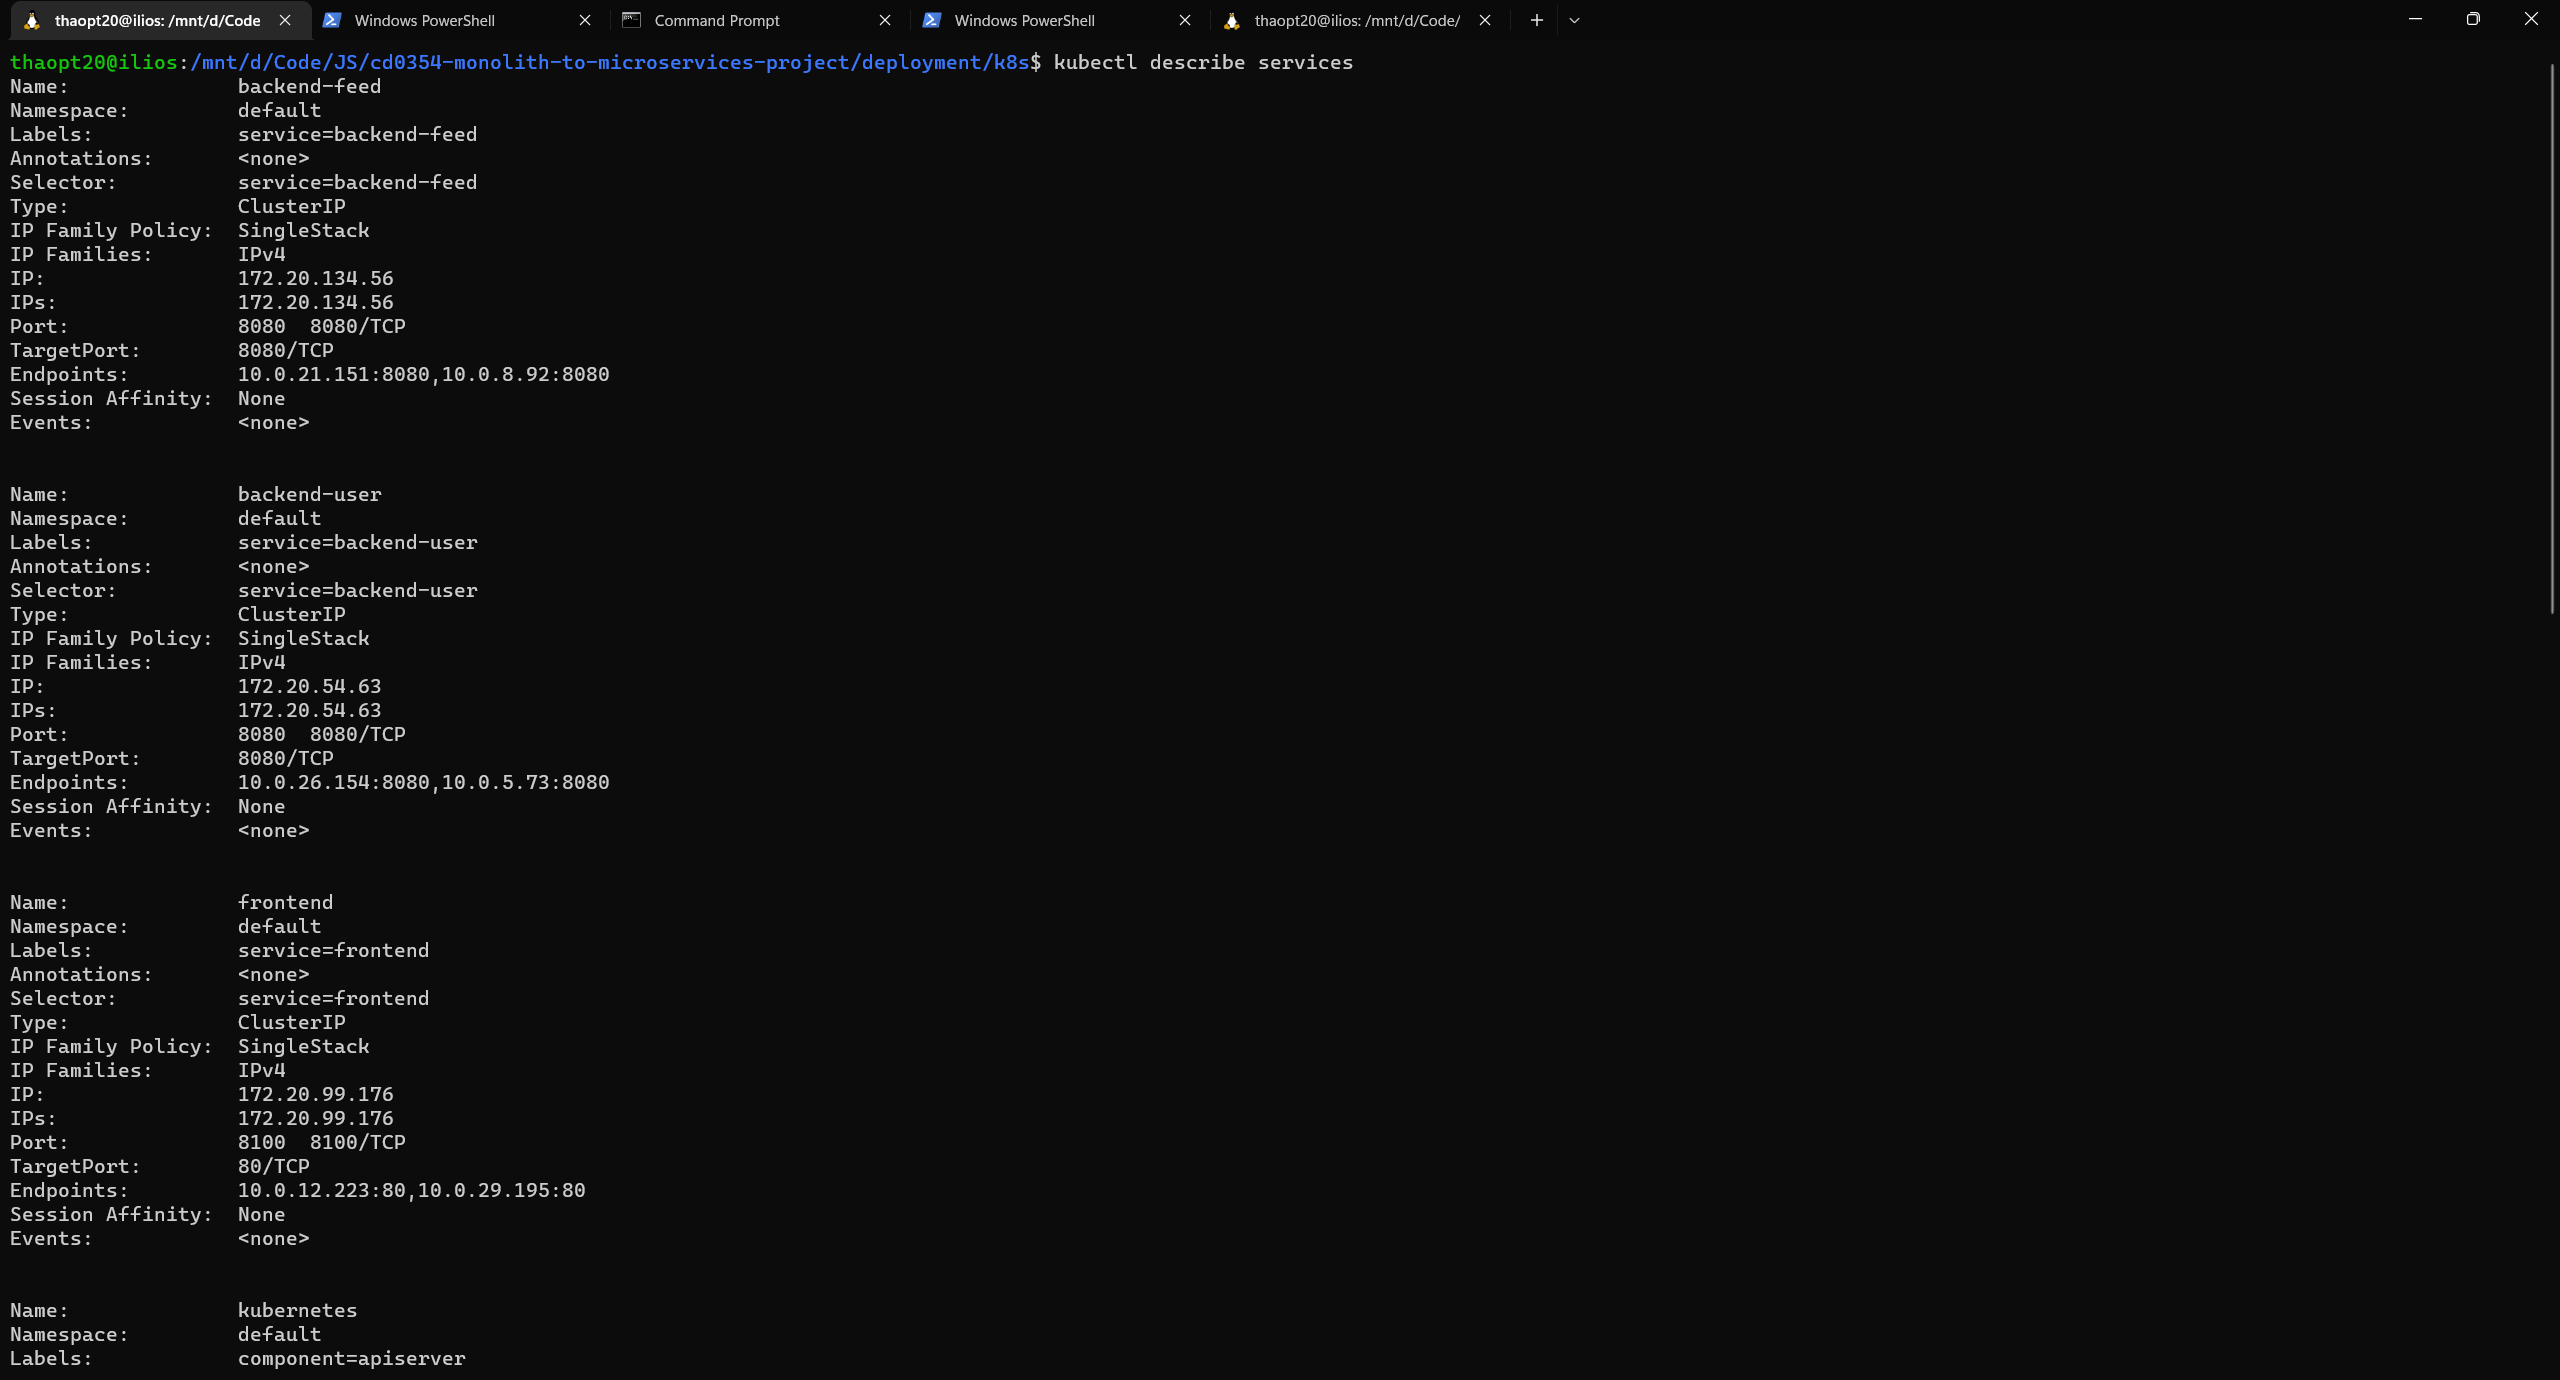 thaopt20@ilios: /mnt/d/Code
Windows PowerShell
Command Prompt
Windows PowerShell
thaopt20@ilios: /mnt/d/Code/
thaopt20@ilios:/mnt/d/Code/JS/cd0354-monolith-to-microservices-project/deployment/k8s$ kubectl describe services
Name:              backend-feed
Namespace:         default
Labels:            service=backend-feed
Annotations:       <none>
Selector:          service=backend-feed
Type:              ClusterIP
IP Family Policy:  SingleStack
IP Families:       IPv4
IP:                172.20.134.56
IPs:               172.20.134.56
Port:              8080  8080/TCP
TargetPort:        8080/TCP
Endpoints:         10.0.21.151:8080,10.0.8.92:8080
Session Affinity:  None
Events:            <none>
Name:              backend-user
Namespace:         default
Labels:            service=backend-user
Annotations:       <none>
Selector:          service=backend-user
Type:              ClusterIP
IP Family Policy:  SingleStack
IP Families:       IPv4
IP:                172.20.54.63
IPs:               172.20.54.63
Port:              8080  8080/TCP
TargetPort:        8080/TCP
Endpoints:         10.0.26.154:8080,10.0.5.73:8080
Session Affinity:  None
Events:            <none>
Name:              frontend
Namespace:         default
Labels:            service=frontend
Annotations:       <none>
Selector:          service=frontend
Type:              ClusterIP
IP Family Policy:  SingleStack
IP Families:       IPv4
IP:                172.20.99.176
IPs:               172.20.99.176
Port:              8100  8100/TCP
TargetPort:        80/TCP
Endpoints:         10.0.12.223:80,10.0.29.195:80
Session Affinity:  None
Events:            <none>
Name:              kubernetes
Namespace:         default
Labels:            component=apiserver